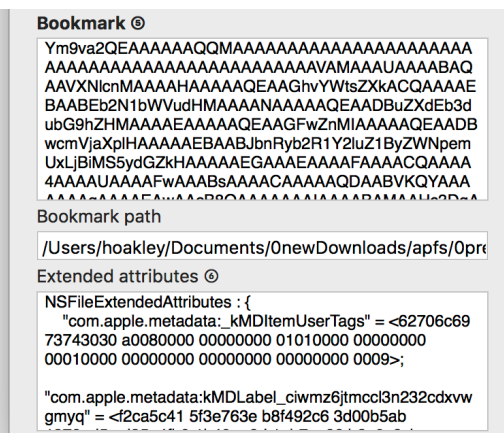 Bookmark ⑤
Ym9va2QEAAAAAAQQMAAAAAAAAAAAAAAAAAAAAAAA
AAAAAAAAAAAAAAAAAAAAAAAAAAVAMAAAUAAAABAQ
AAVXNlcnMAAAAHAAAAAQEAAGhvYWtsZXkACQAAAAE
BAABEb2N1bWVudHMAAAANAAAAAQEAADBuZXdEb3d
ubG9hZHMAAAAEAAAAAQEAAGFwZnMIAAAAAQEAADB
wcmVjaXplHAAAAAEBAABJbnRyb2R1Y2luZ1ByZWNpem
UxLjBiMS5ydGZkHAAAAAEGAAAEAAAAFAAAACQAAAA
4AAAAUAAAAFwAAABsAAAACAAAAAQDAABVKQYAAA
Bookmark path
/Users/hoakley/Documents/0newDownloads/apfs/0pre
Extended attributes ⑥
NSFileExtendedAttributes : {
"com.apple.metadata:_kMDItemUserTags" = <62706c69
73743030 a0080000 00000000 01010000 00000000
00010000 00000000 00000000 00000000 0009>;
"com.apple.metadata:kMDLabel_ciwmz6jtmccl3n232cdxvw
gmyq" = <f2ca5c41 5f3e763e b8f492c6 3d00b5ab